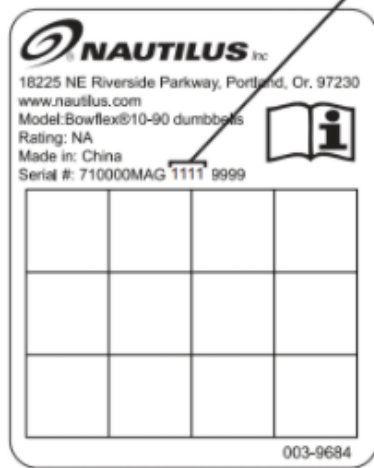 NAUTILUS Inc
18225 NE Riverside Parkway, Portland, Or. 97230
www.nautilus.com
Model:Bowflex®10-90 dumbbells
Rating: NA
Made in: China
Serial #: 710000MAG 1111 9999
003-9684